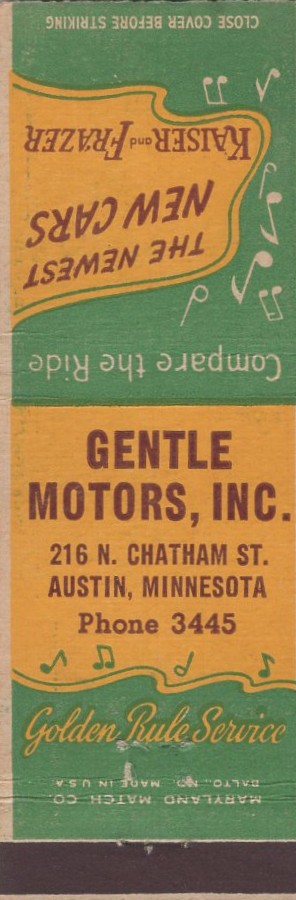 CLOSE COVER BEFORE STRIKING
Compare the Ride
THE NEWEST
NEW CARS
KAISER and FRAZER
GENTLE
MOTORS, INC.
216 N. CHATHAM ST.
AUSTIN, MINNESOTA
Phone 3445
Golden Rule Service
MARYLAND MATCH CO.
BALTO., MD. MADE IN U S A